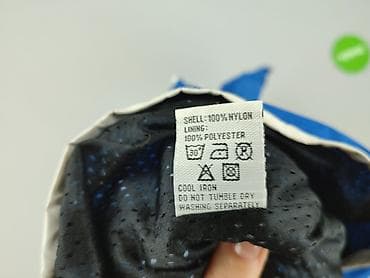 SHELL: 100% NYLON
LINING:
100% POLYESTER
30°
COOL IRON
DO NOT TUMBLE DRY
WASHING SEPARATELY